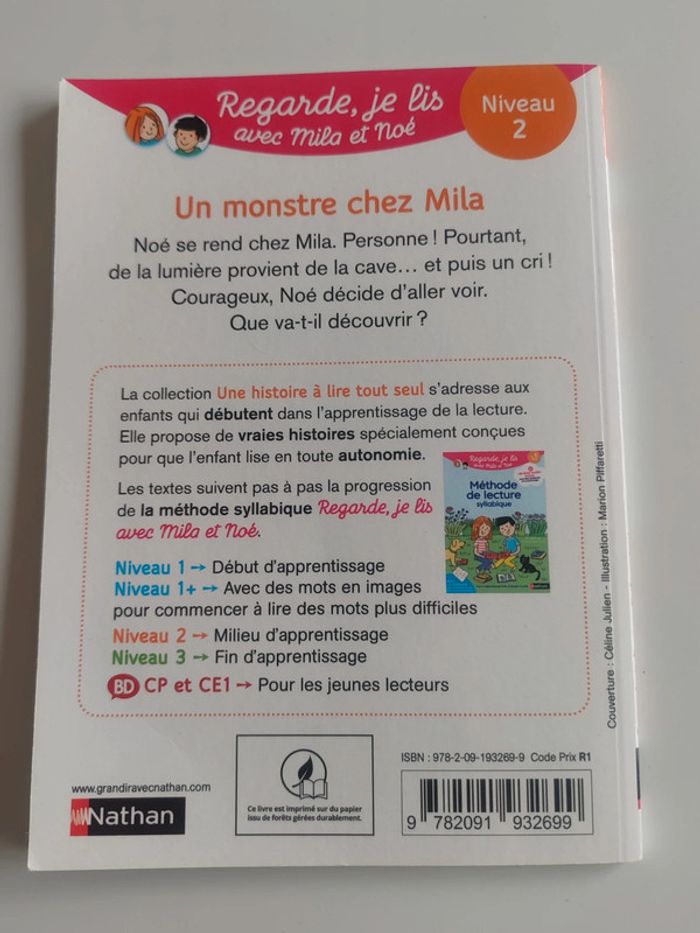 Regarde, je lis
avec Mila et Noé
Niveau
2
Un monstre chez Mila
Noé se rend chez Mila. Personne ! Pourtant,
de la lumière provient de la cave… et puis un cri !
Courageux, Noé décide d'aller voir.
Que va-t-il découvrir ?
La collection Une histoire à lire tout seul s'adresse aux
enfants qui débutent dans l'apprentissage de la lecture.
Elle propose de vraies histoires spécialement conçues
pour que l'enfant lise en toute autonomie.
Les textes suivent pas à pas la progression
de la méthode syllabique Regarde, je lis
avec Mila et Noé.
Regarde, je lis
avec Mila et Noé
Méthode
de lecture
syllabique
Niveau 1 → Début d'apprentissage
Niveau 1+ → Avec des mots en images
pour commencer à lire des mots plus difficiles
Niveau 2 → Milieu d'apprentissage
Niveau 3 → Fin d'apprentissage
BD CP et CE1 → Pour les jeunes lecteurs
Couverture : Céline Julien - Illustration : Marion Piffaretti
www.grandiravecnathan.com
Nathan
Ce livre est imprimé sur du papier
issu de forêts gérées durablement.
ISBN : 978-2-09-193269-9 Code Prix R1
9 782091 932699